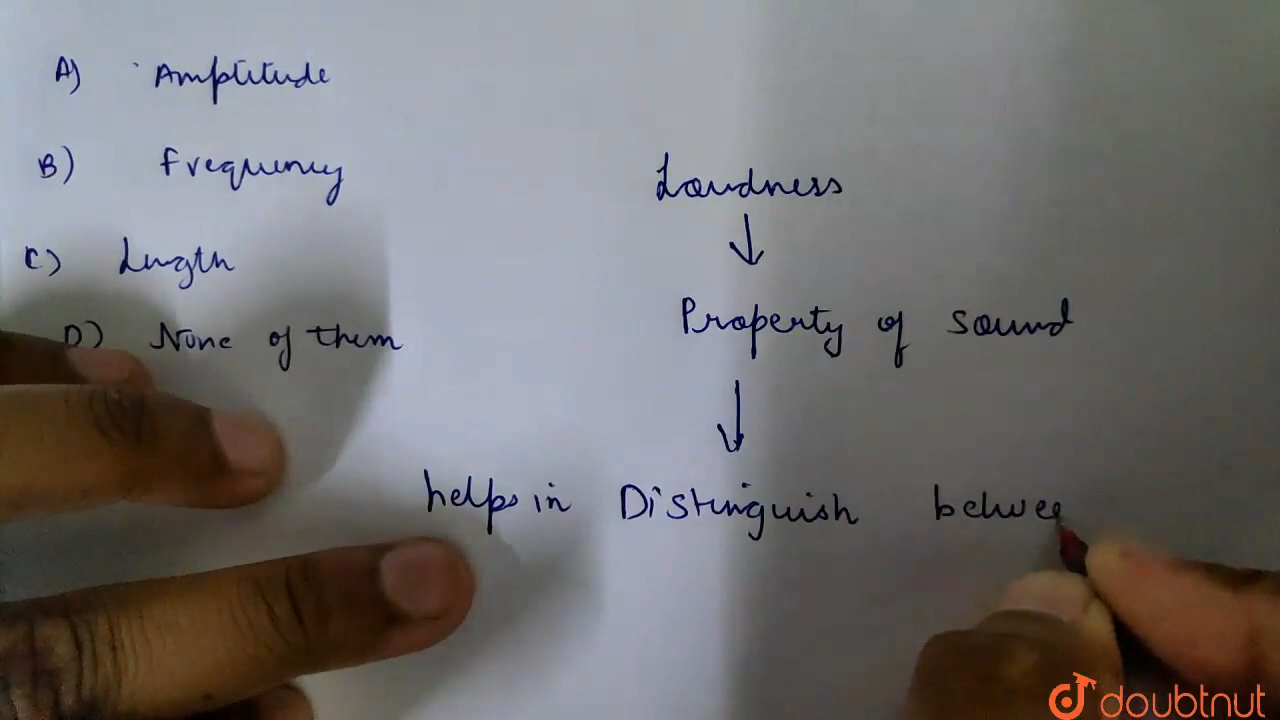 A) Amplitude
B) Frequency
C) Length
D) None of them
Loudness
Property of sound
helps in Distinguish betwee
doubtnut